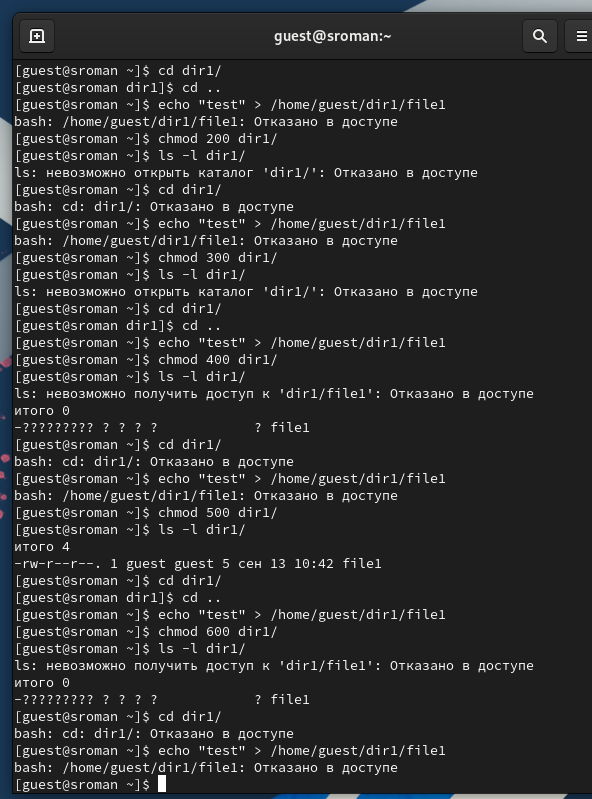 guest@sroman:~
[guest@sroman ~]$ cd dir1/
[guest@sroman dir1]$ cd ..
[guest@sroman ~]$ echo "test" > /home/guest/dir1/file1
bash: /home/guest/dir1/file1: Отказано в доступе
[guest@sroman ~]$ chmod 200 dir1/
[guest@sroman ~]$ ls -l dir1/
ls: невозможно открыть каталог 'dir1/': Отказано в доступе
[guest@sroman ~]$ cd dir1/
bash: cd: dir1/: Отказано в доступе
[guest@sroman ~]$ echo "test" > /home/guest/dir1/file1
bash: /home/guest/dir1/file1: Отказано в доступе
[guest@sroman ~]$ chmod 300 dir1/
[guest@sroman ~]$ ls -l dir1/
ls: невозможно открыть каталог 'dir1/': Отказано в доступе
[guest@sroman ~]$ cd dir1/
[guest@sroman dir1]$ cd ..
[guest@sroman ~]$ echo "test" > /home/guest/dir1/file1
[guest@sroman ~]$ chmod 400 dir1/
[guest@sroman ~]$ ls -l dir1/
ls: невозможно получить доступ к 'dir1/file1': Отказано в доступе
итого 0
-????????? ? ? ? ?            ? file1
[guest@sroman ~]$ cd dir1/
bash: cd: dir1/: Отказано в доступе
[guest@sroman ~]$ echo "test" > /home/guest/dir1/file1
bash: /home/guest/dir1/file1: Отказано в доступе
[guest@sroman ~]$ chmod 500 dir1/
[guest@sroman ~]$ ls -l dir1/
итого 4
-rw-r--r--. 1 guest guest 5 сен 13 10:42 file1
[guest@sroman ~]$ cd dir1/
[guest@sroman dir1]$ cd ..
[guest@sroman ~]$ echo "test" > /home/guest/dir1/file1
[guest@sroman ~]$ chmod 600 dir1/
[guest@sroman ~]$ ls -l dir1/
ls: невозможно получить доступ к 'dir1/file1': Отказано в доступе
итого 0
-????????? ? ? ? ?            ? file1
[guest@sroman ~]$ cd dir1/
bash: cd: dir1/: Отказано в доступе
[guest@sroman ~]$ echo "test" > /home/guest/dir1/file1
bash: /home/guest/dir1/file1: Отказано в доступе
[guest@sroman ~]$